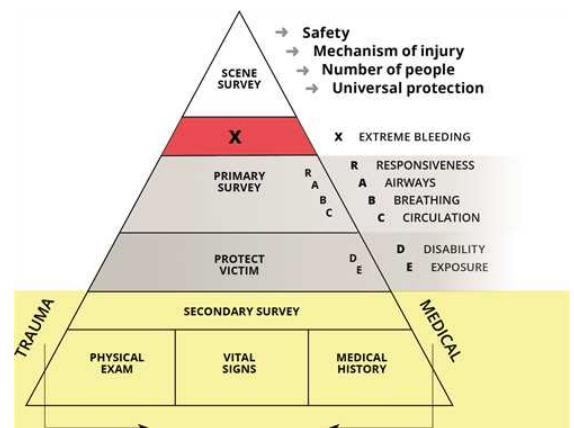 Safety
Mechanism of injury
Number of people
Universal protection
SCENE
SURVEY
X
X EXTREME BLEEDING
PRIMARY
SURVEY
R
A
B
C
R RESPONSIVENESS
A AIRWAYS
B BREATHING
C CIRCULATION
PROTECT
VICTIM
D
E
D DISABILITY
E EXPOSURE
TRAUMA
SECONDARY SURVEY
MEDICAL
PHYSICAL
EXAM
VITAL
SIGNS
MEDICAL
HISTORY